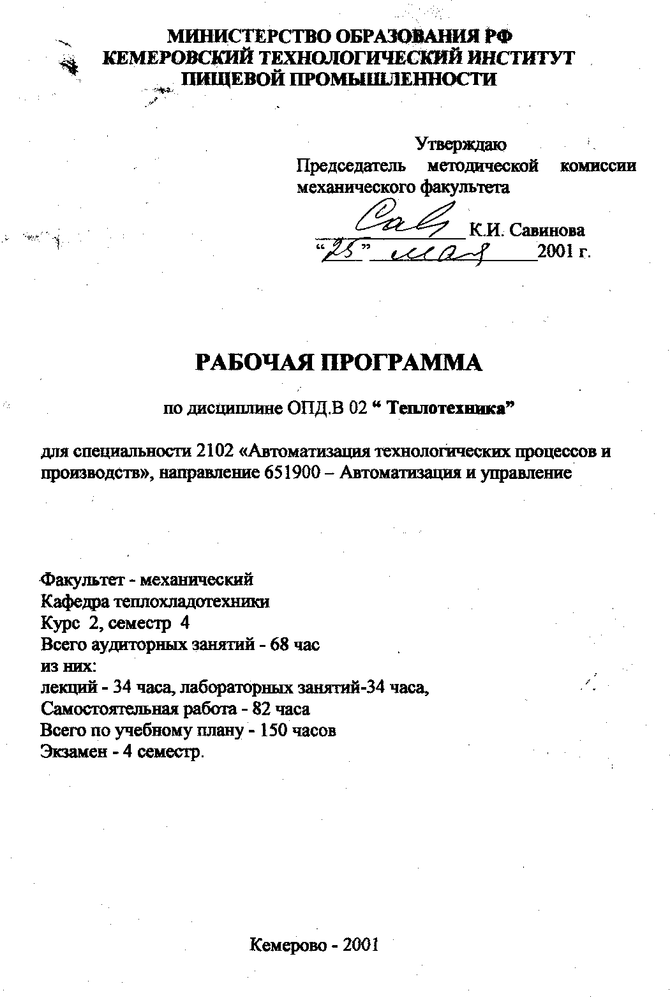 МИНИСТЕРСТВО ОБРАЗОВАНИЯ РФ
КЕМЕРОВСКИЙ ТЕХНОЛОГИЧЕСКИЙ ИНСТИТУТ
ПИЩЕВОЙ ПРОМЫШЛЕННОСТИ
Утверждаю
Председатель методической комиссии
механического факультета
Сав К.И. Савинова
“25” мая 2001 г.
РАБОЧАЯ ПРОГРАММА
по дисциплине ОПД.В 02 “ Теплотехника”
для специальности 2102 «Автоматизация технологических процессов и
производств», направление 651900 – Автоматизация и управление
Факультет - механический
Кафедра теплохладотехники
Курс 2, семестр 4
Всего аудиторных занятий - 68 час
из них:
лекций - 34 часа, лабораторных занятий-34 часа,
Самостоятельная работа - 82 часа
Всего по учебному плану - 150 часов
Экзамен - 4 семестр.
Кемерово - 2001